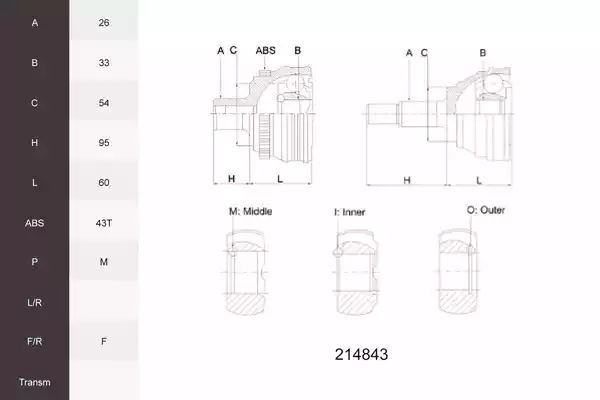 A 26
B 33
C 54
H 95
L 60
ABS 43T
P M
L/R
F/R F
Transm
A C ABS B
H L
A C B
H L
M: Middle
I: Inner
O: Outer
214843